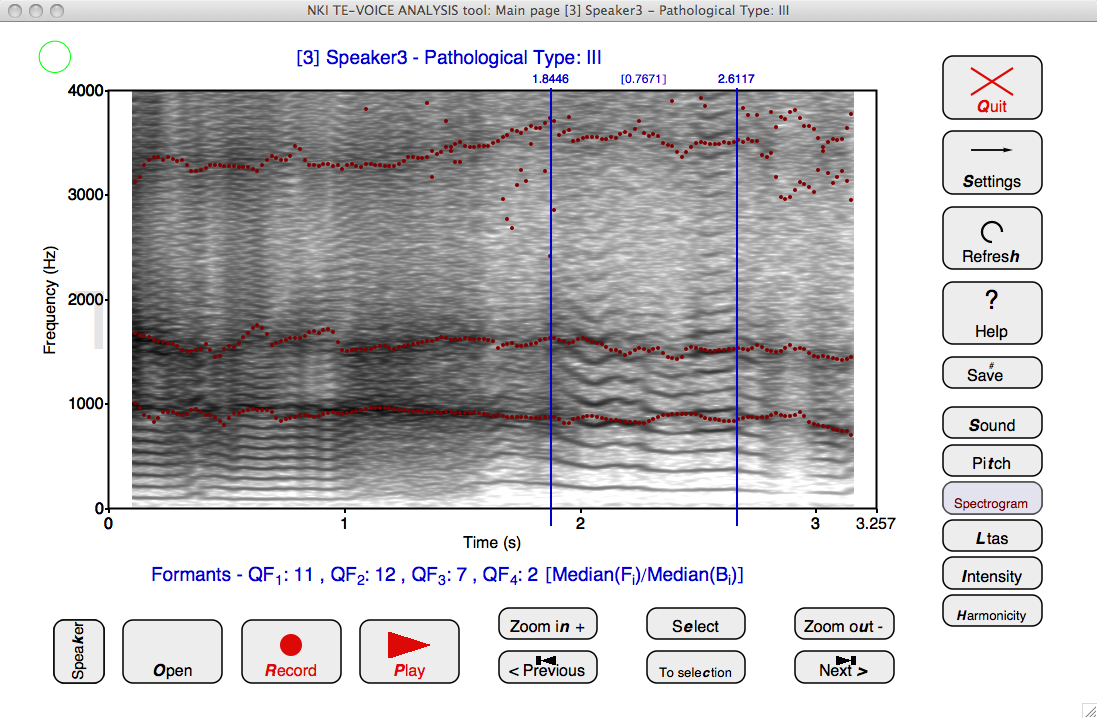 NKI TE-VOICE ANALYSIS tool: Main page [3] Speaker3 – Pathological Type: III
[3] Speaker3 - Pathological Type: III
1.8446 [0.7671] 2.6117
Quit
Settings
Refresh
?
Help
#
Save
Sound
Pitch
Spectrogram
Ltas
Intensity
Harmonicity
4000
3000
2000
1000
0
Frequency (Hz)
0 1 2 3 3.257
Time (s)
Formants - QF1: 11 , QF2: 12 , QF3: 7 , QF4: 2 [Median(Fi)/Median(Bi)]
Speaker
Open
Record
Play
Zoom in +
Select
Zoom out -
< Previous
To selection
Next >